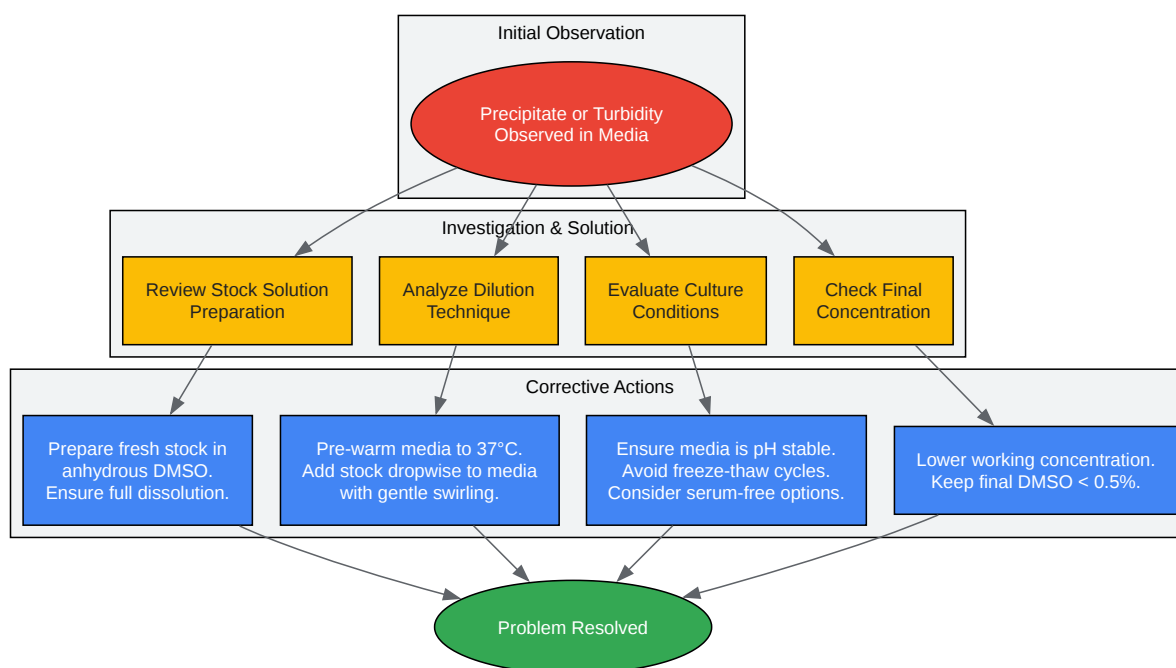 Initial Observation
Precipitate or Turbidity
Observed in Media
Investigation & Solution
Review Stock Solution
Preparation
Analyze Dilution
Technique
Evaluate Culture
Conditions
Check Final
Concentration
Corrective Actions
Prepare fresh stock in
anhydrous DMSO.
Ensure full dissolution.
Pre-warm media to 37°C.
Add stock dropwise to media
with gentle swirling.
Ensure media is pH stable.
Avoid freeze-thaw cycles.
Consider serum-free options.
Lower working concentration.
Keep final DMSO < 0.5%.
Problem Resolved